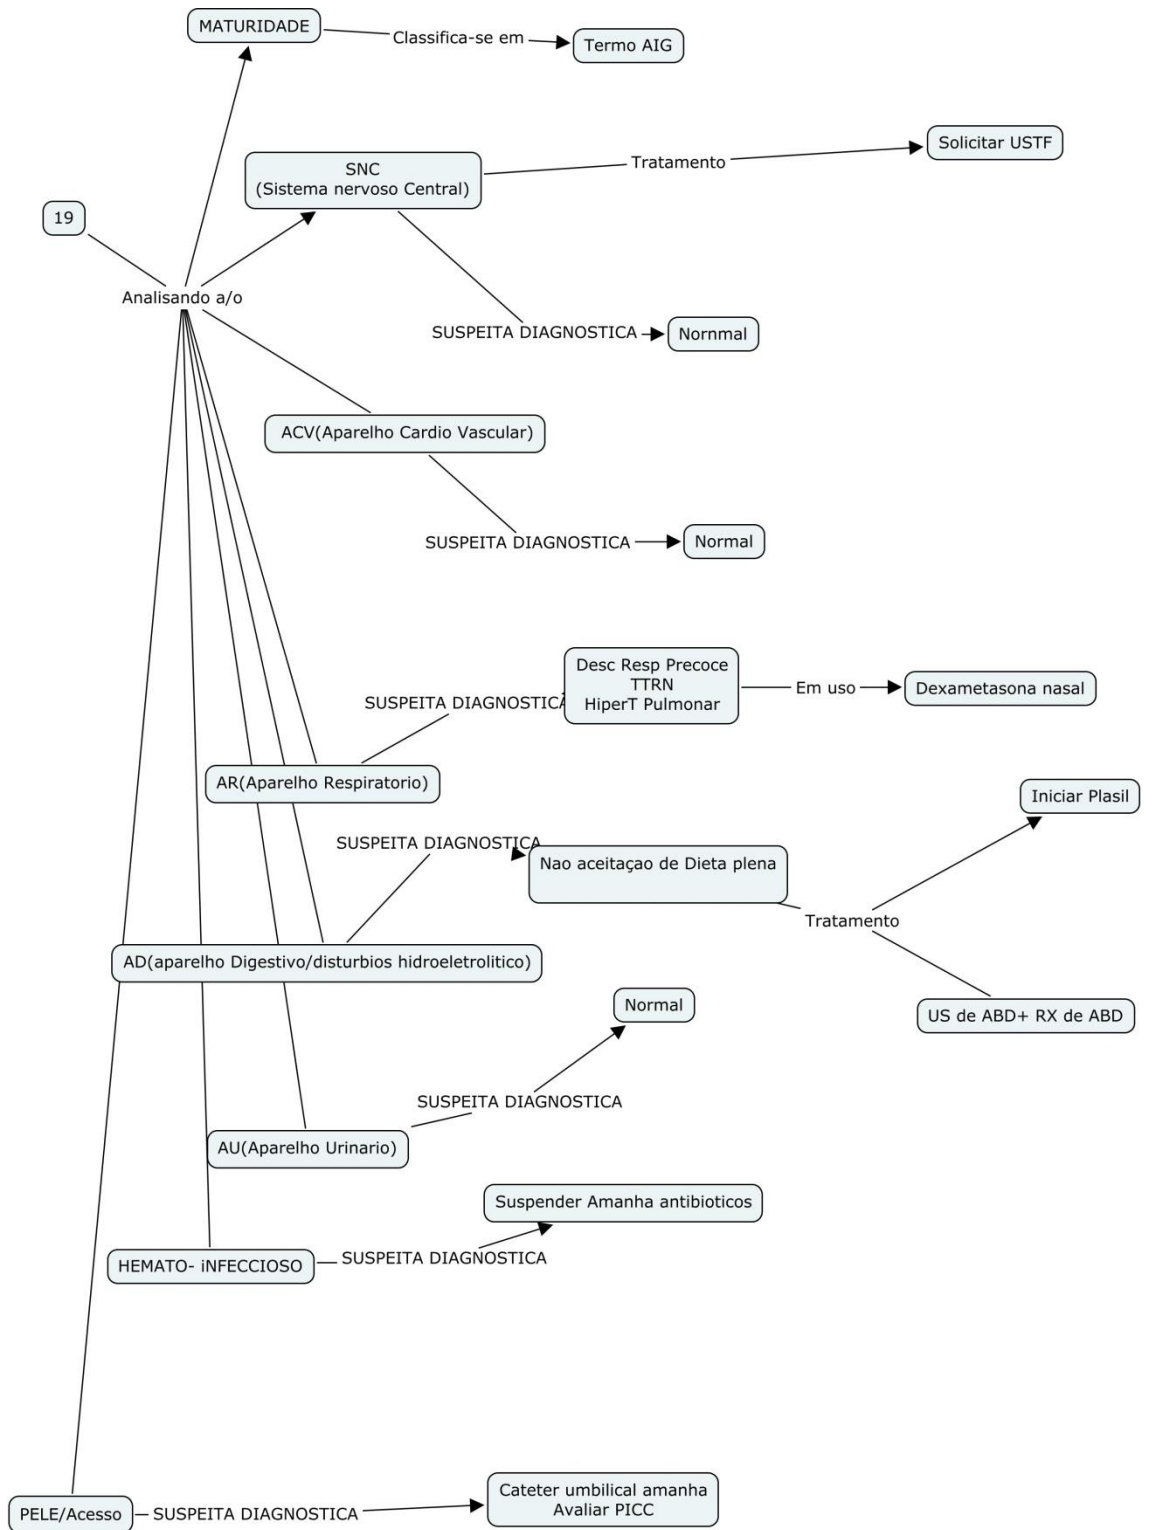 MATURIDADE
Classifica-se em
Termo AIG
SNC
(Sistema nervoso Central)
Tratamento
Solicitar USTF
19
Analisando a/o
SUSPEITA DIAGNOSTICA
Nornmal
ACV(Aparelho Cardio Vascular)
SUSPEITA DIAGNOSTICA
Normal
Desc Resp Precoce
TTRN
HiperT Pulmonar
Em uso
Dexametasona nasal
SUSPEITA DIAGNOSTICA
AR(Aparelho Respiratorio)
Iniciar Plasil
SUSPEITA DIAGNOSTICA
Nao aceitaçao de Dieta plena
Tratamento
AD(aparelho Digestivo/disturbios hidroeletrolitico)
Normal
US de ABD+ RX de ABD
SUSPEITA DIAGNOSTICA
AU(Aparelho Urinario)
Suspender Amanha antibioticos
SUSPEITA DIAGNOSTICA
HEMATO- iNFECCIOSO
Cateter umbilical amanha
Avaliar PICC
PELE/Acesso
SUSPEITA DIAGNOSTICA